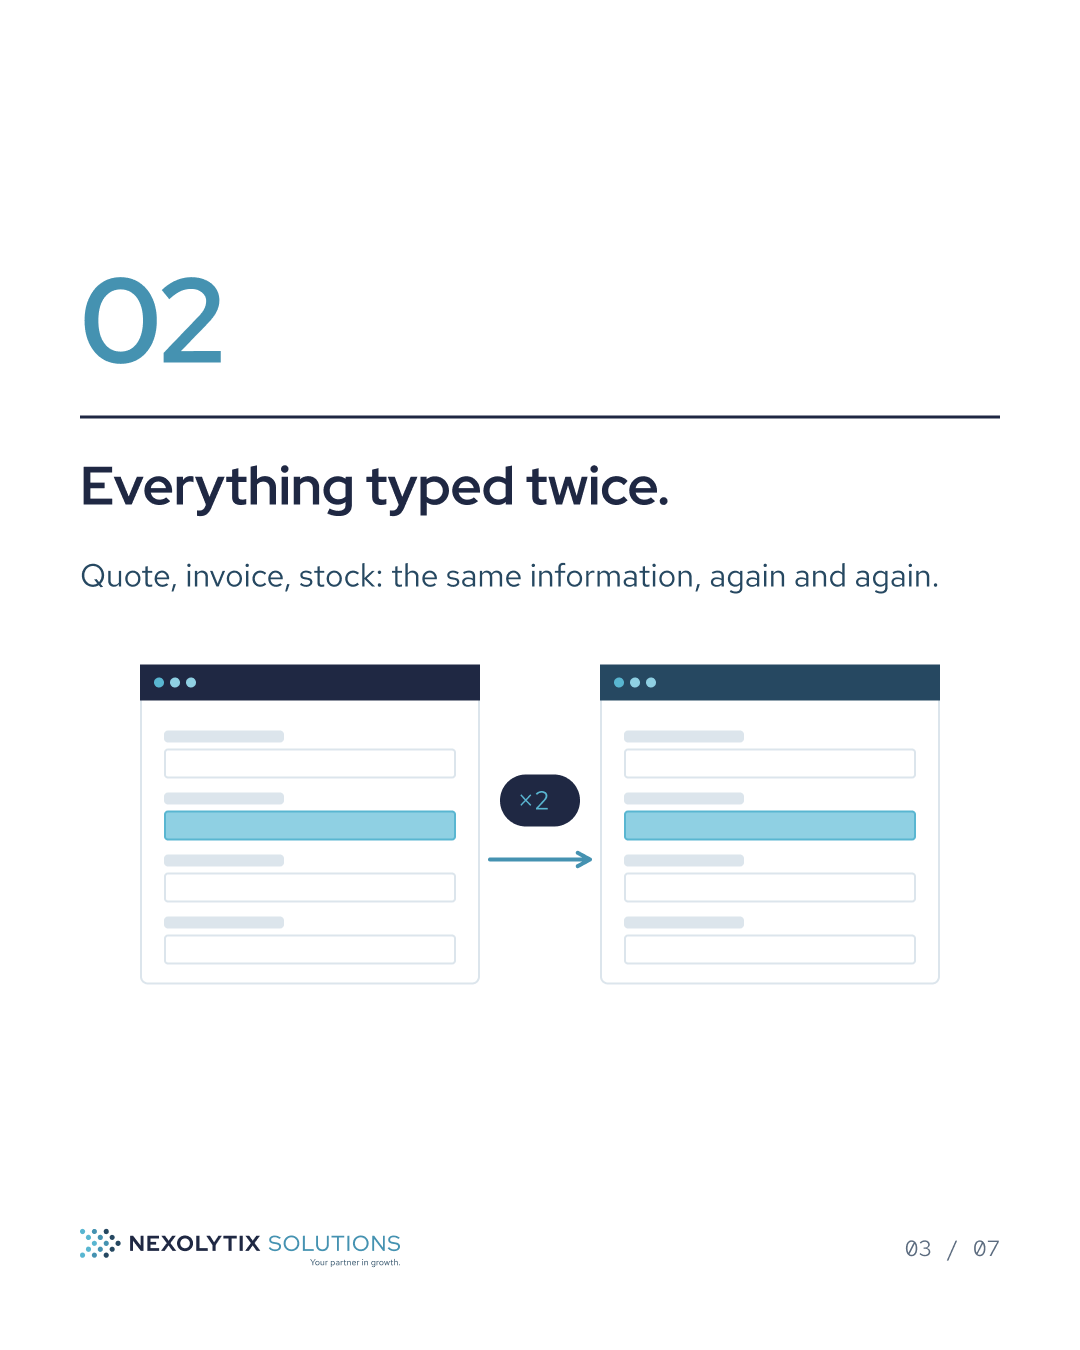 02
Everything typed twice.
Quote, invoice, stock: the same information, again and again.
×2
NEXOLYTIX SOLUTIONS
Your partner in growth.
03 / 07